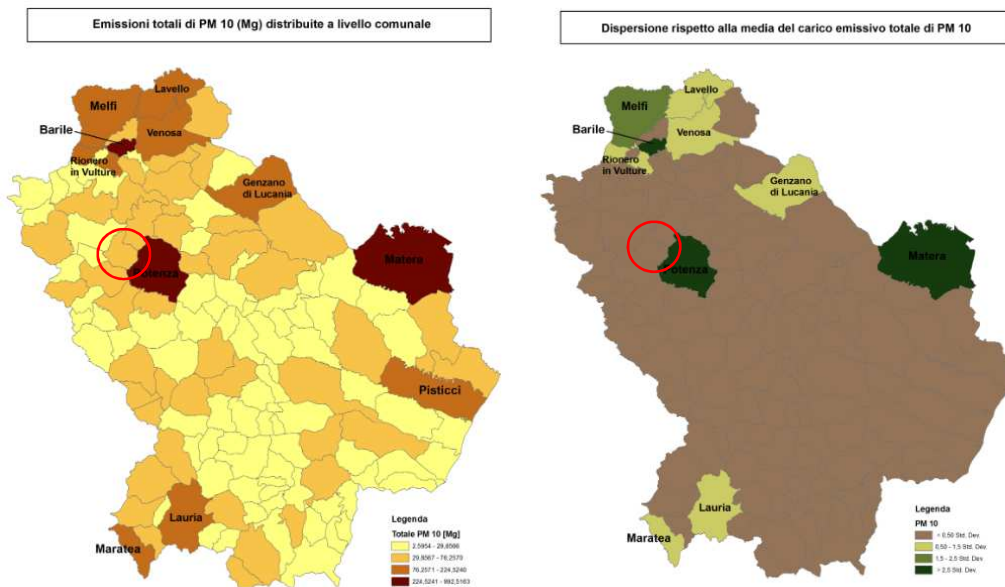 Emissioni totali di PM 10 (Mg) distribuite a livello comunale
Lavello
Melfi
Barile
Venosa
Rionero
in Vulture
Genzano
di Lucania
Potenza
Matera
Pisticci
Lauria
Maratea
Legenda
Totale PM 10 [Mg]
2,5954 - 29,8566
29,8567 - 76,2570
76,2571 - 224,5240
224,5241 - 992,5163
Dispersione rispetto alla media del carico emissivo totale di PM 10
Lavello
Melfi
Barile
Venosa
Rionero
in Vulture
Genzano
di Lucania
Potenza
Matera
Lauria
Maratea
Legenda
PM 10
< 0,50 Std. Dev.
0,50 - 1,5 Std. Dev.
1,5 - 2,5 Std. Dev.
> 2,5 Std. Dev.